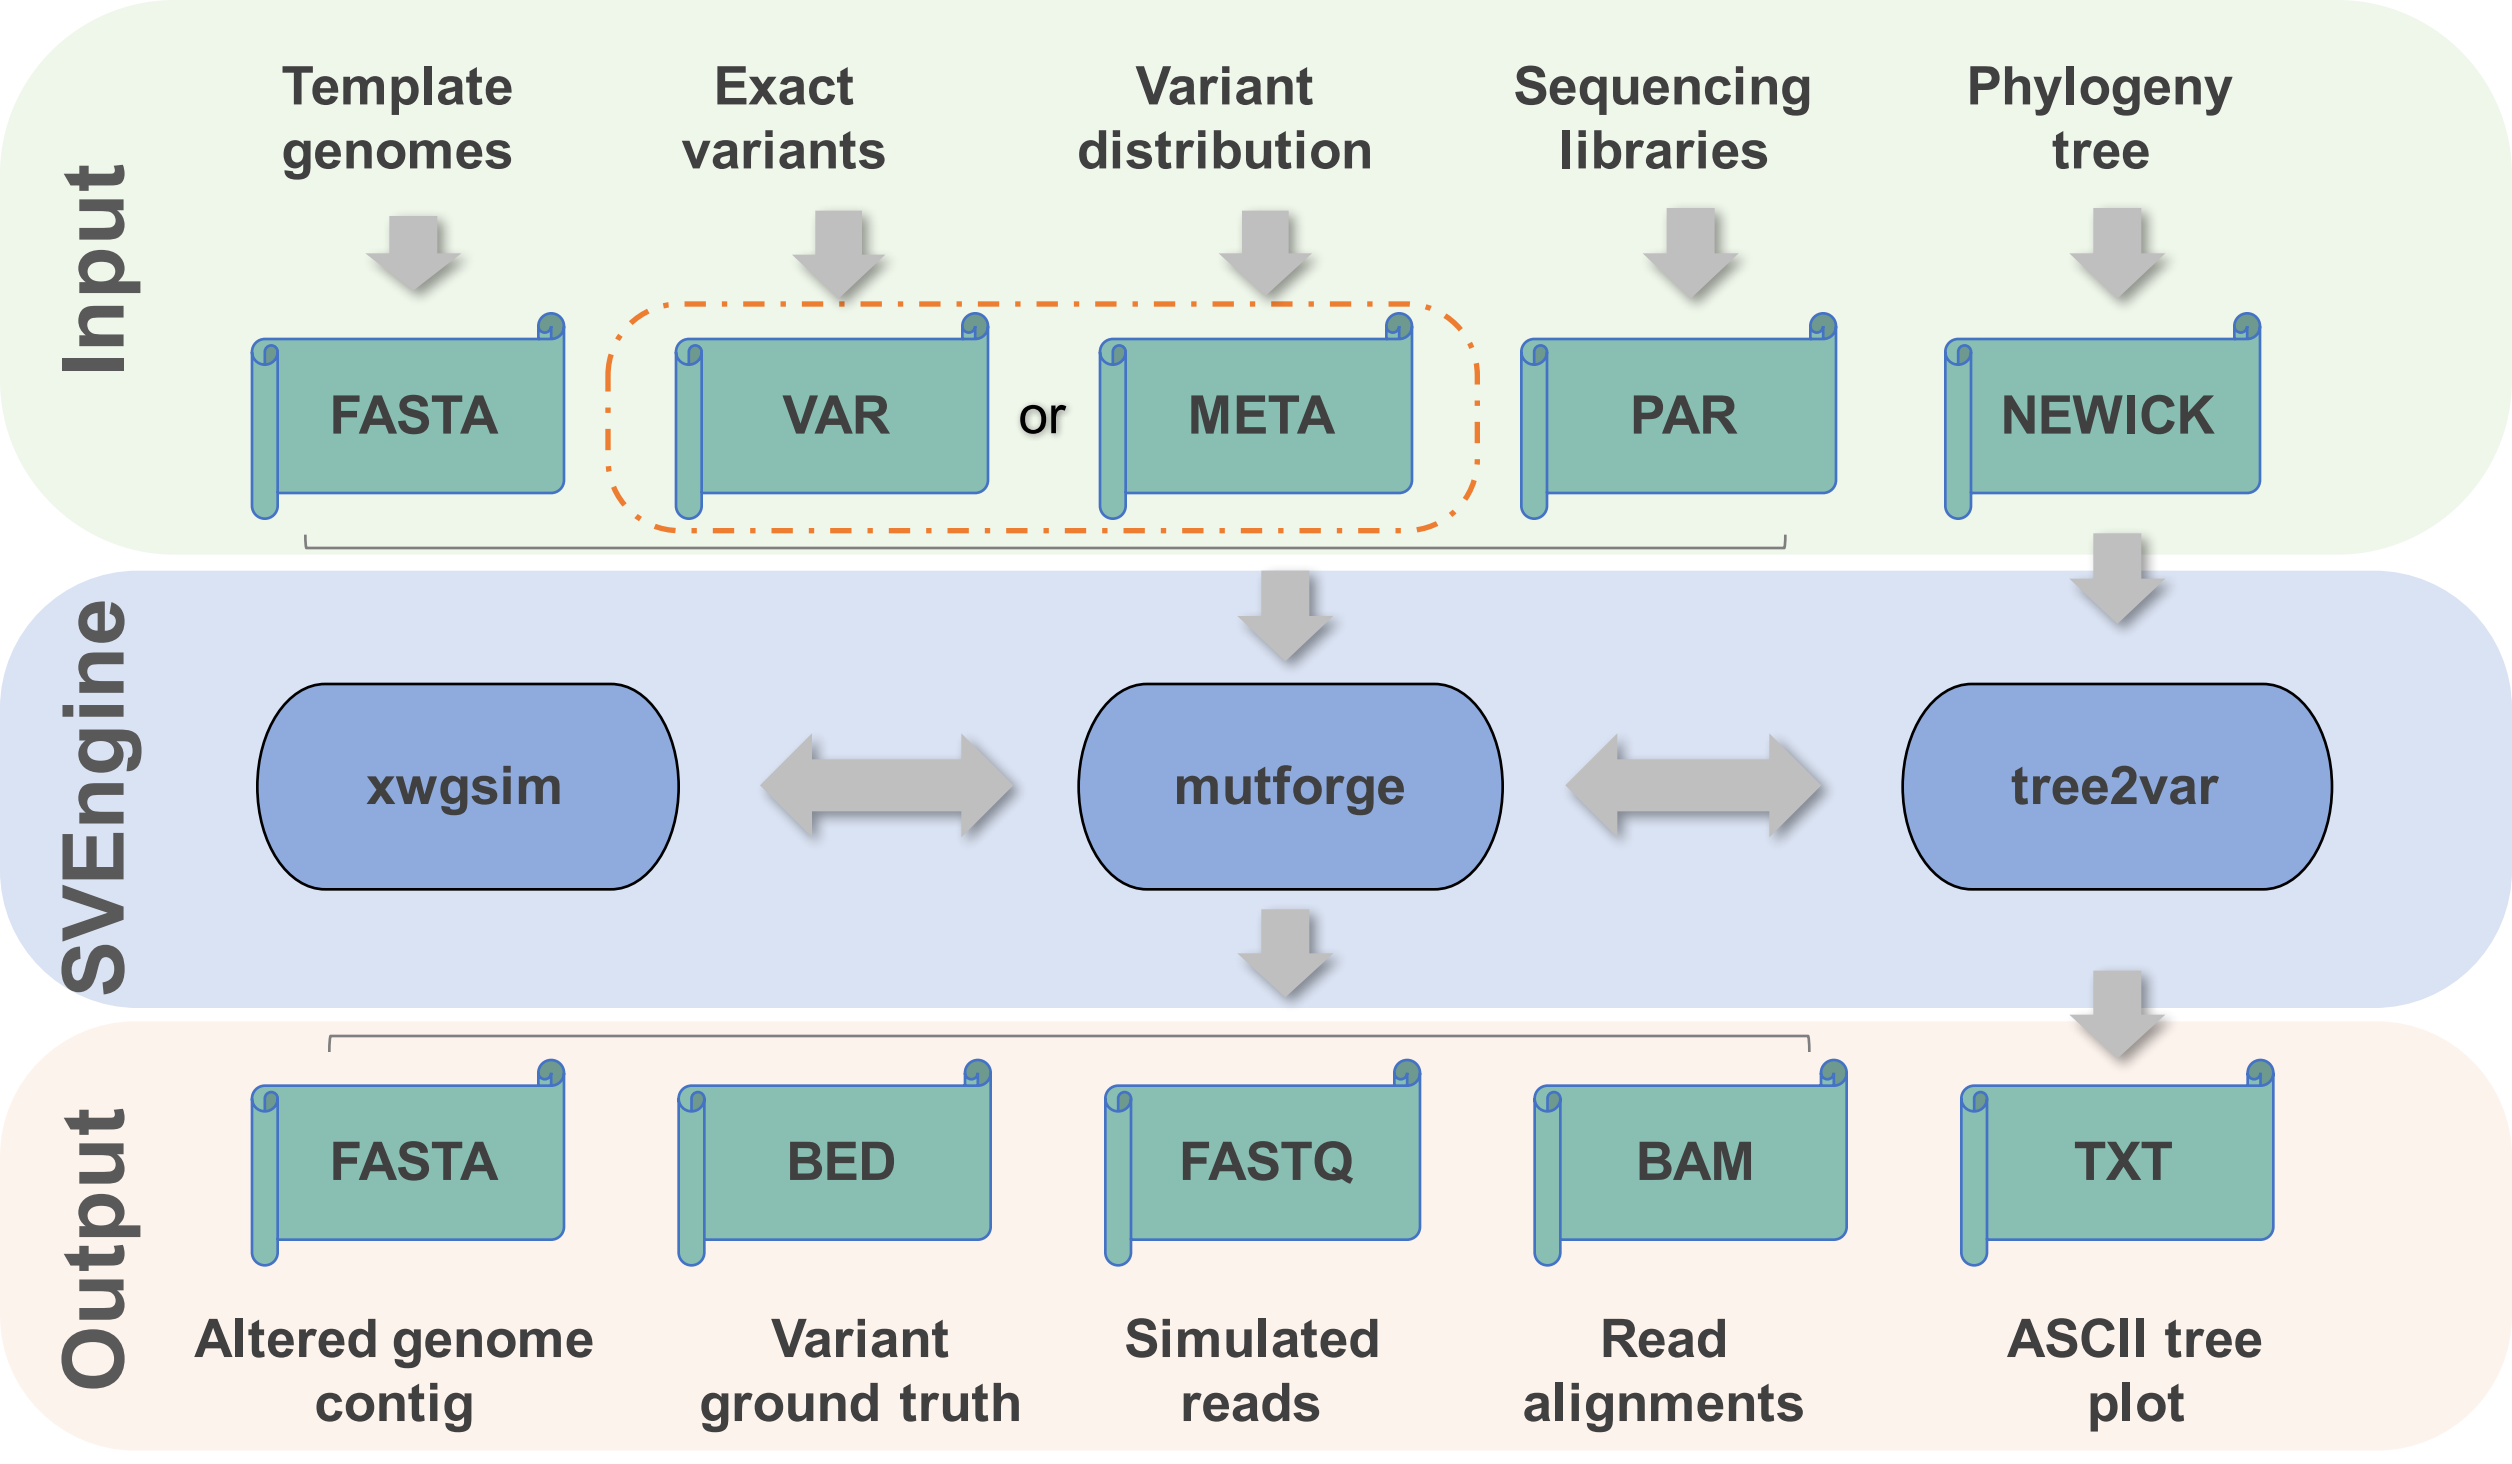 Input
Template
genomes
Exact
variants
Variant
distribution
Sequencing
libraries
Phylogeny
tree
FASTA
VAR
or
META
PAR
NEWICK
SVEngine
xwgsim
mutforge
tree2var
Output
FASTA
BED
FASTQ
BAM
TXT
Altered genome
contig
Variant
ground truth
Simulated
reads
Read
alignments
ASCII tree
plot